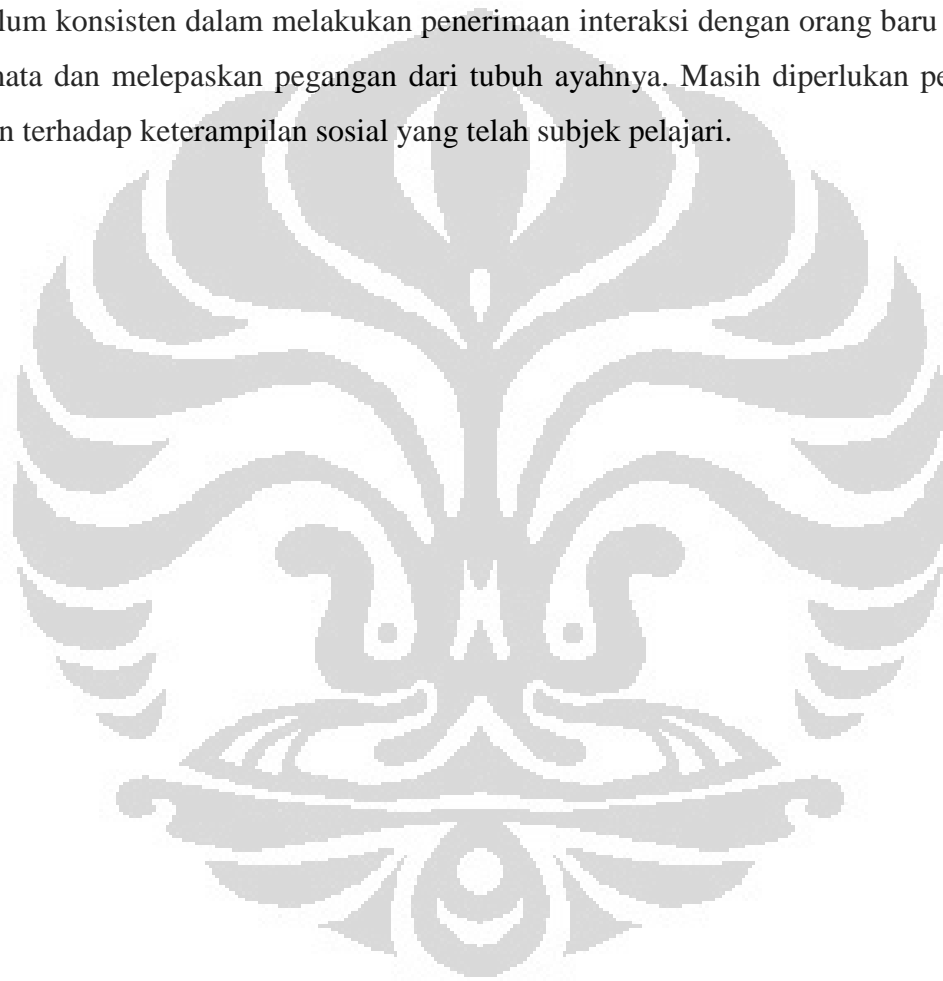 lum konsisten dalam melakukan penerimaan interaksi dengan orang baru
nata dan melepaskan pegangan dari tubuh ayahnya. Masih diperlukan pe
n terhadap keterampilan sosial yang telah subjek pelajari.